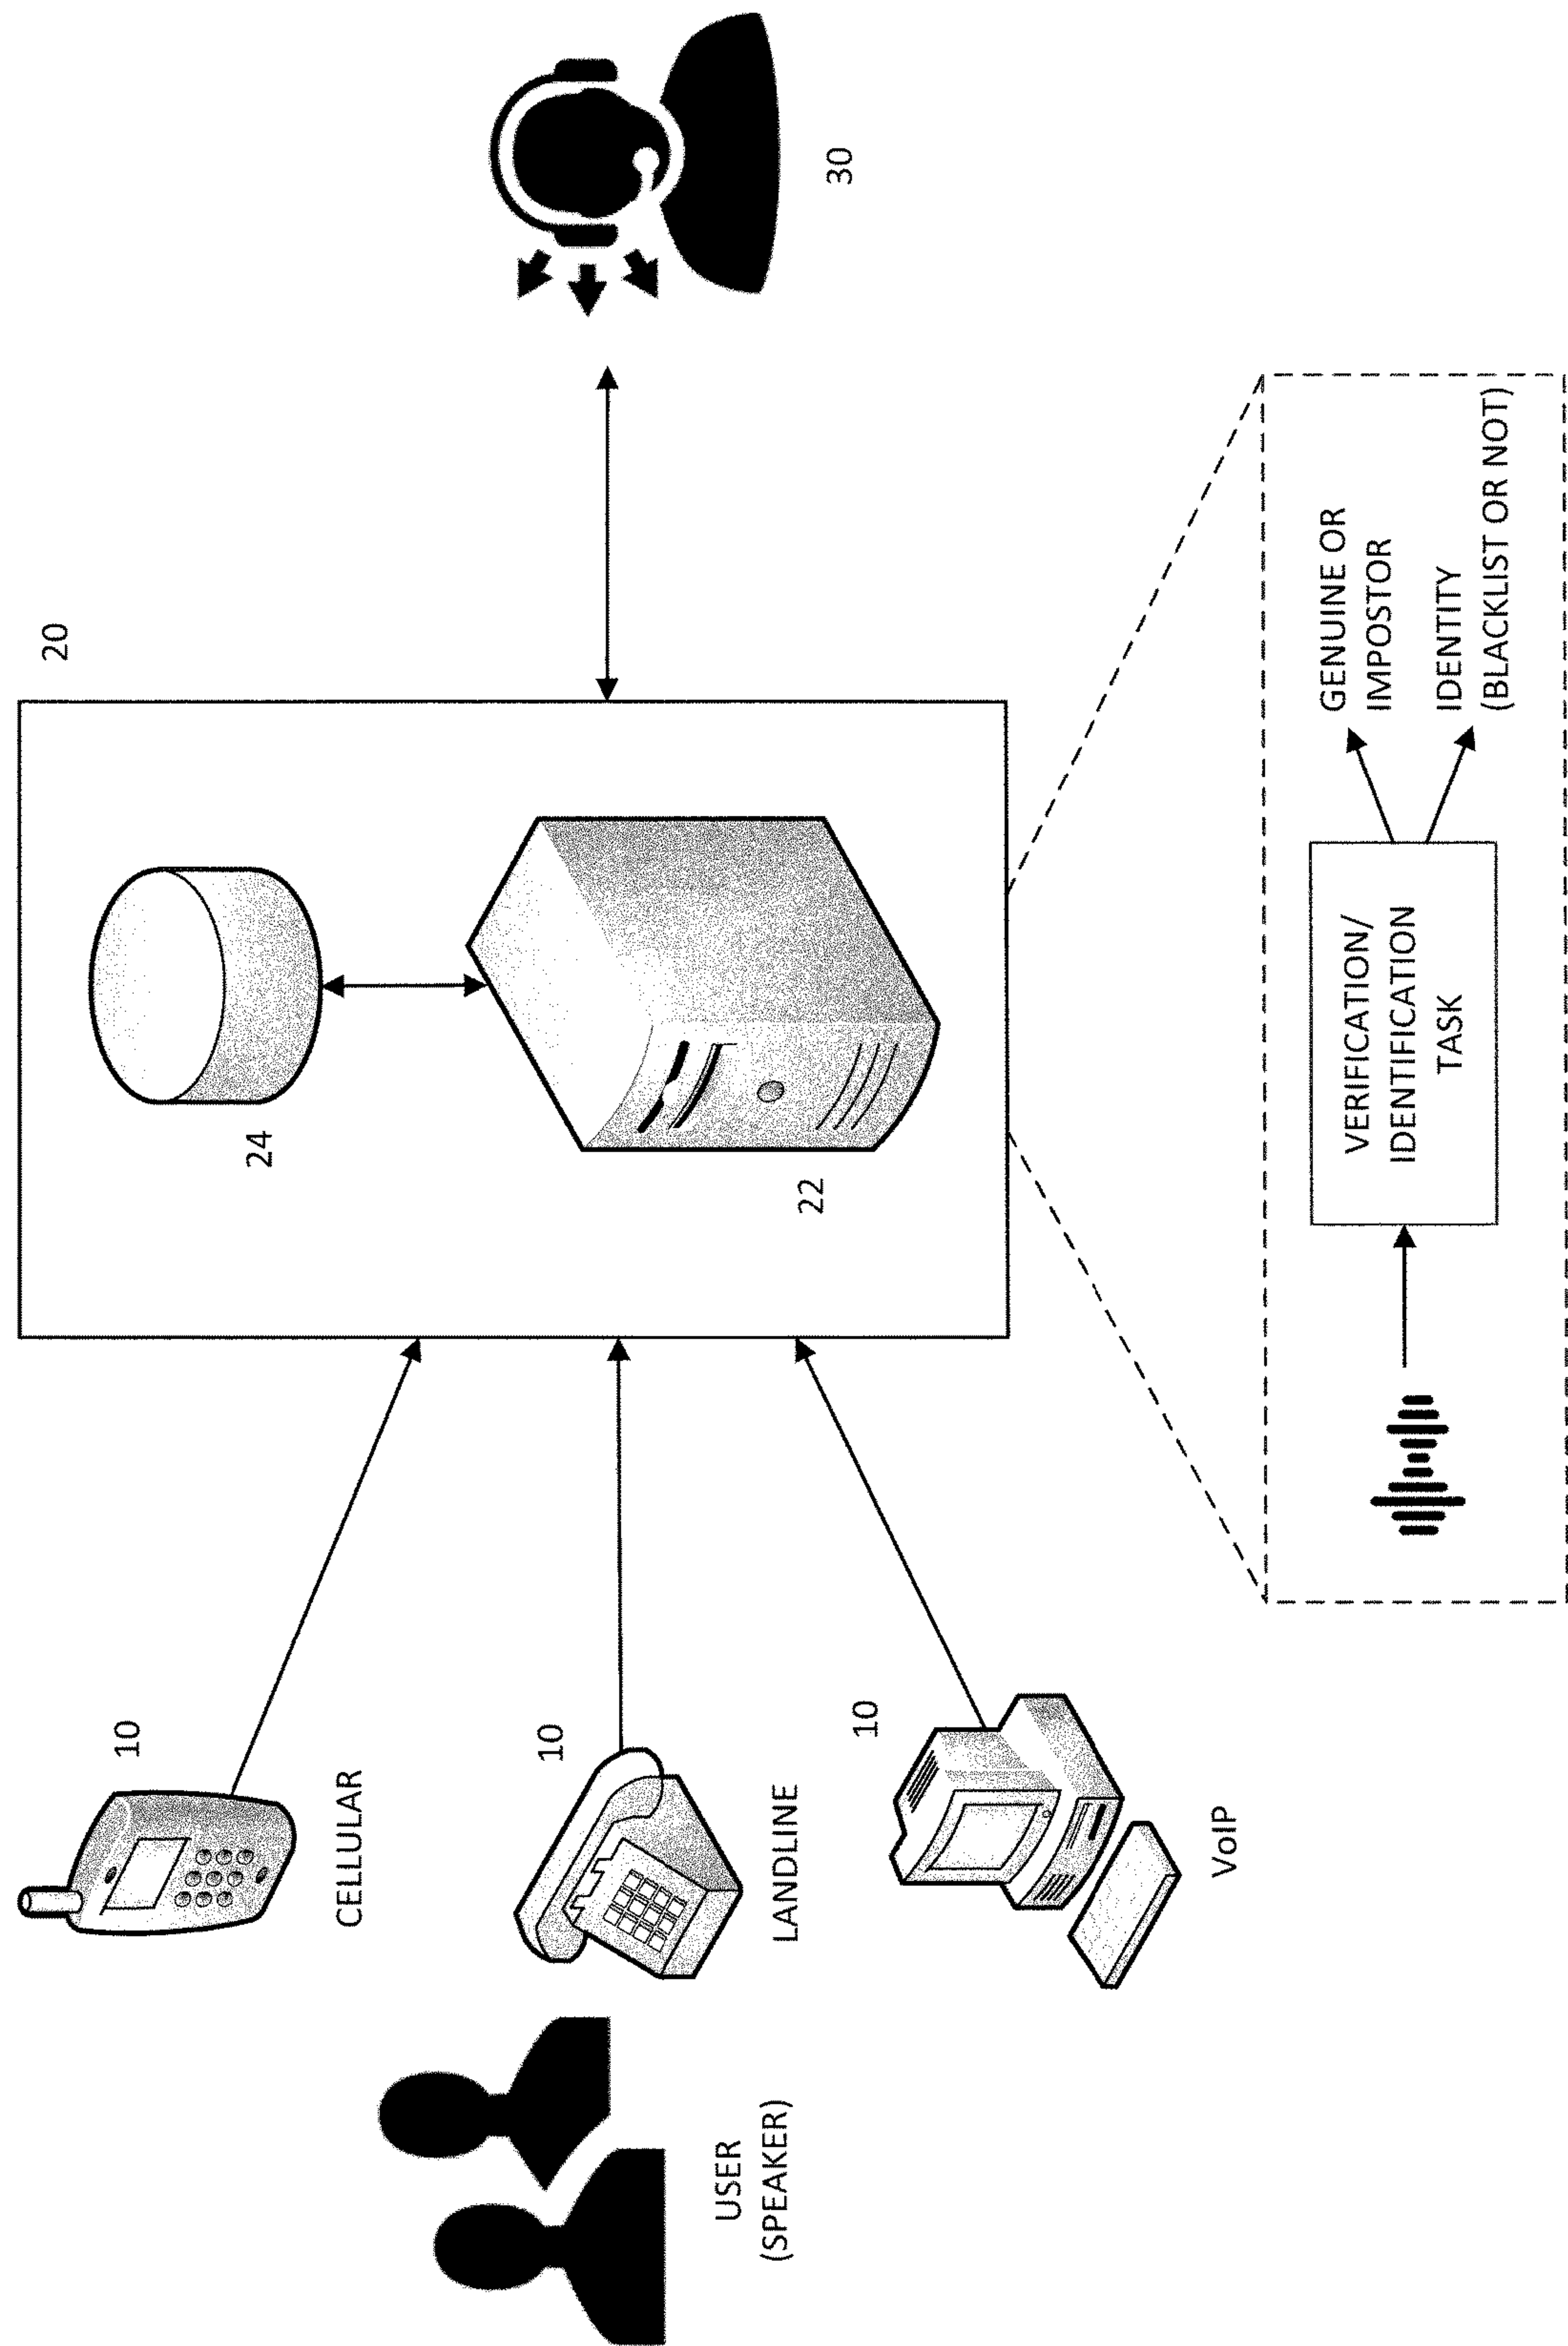 USER
(SPEAKER)
10
CELLULAR
10
LANDLINE
10
VoIP
20
24
22
30
VERIFICATION/
IDENTIFICATION
TASK
GENUINE OR
IMPOSTOR
IDENTITY
(BLACKLIST OR NOT)